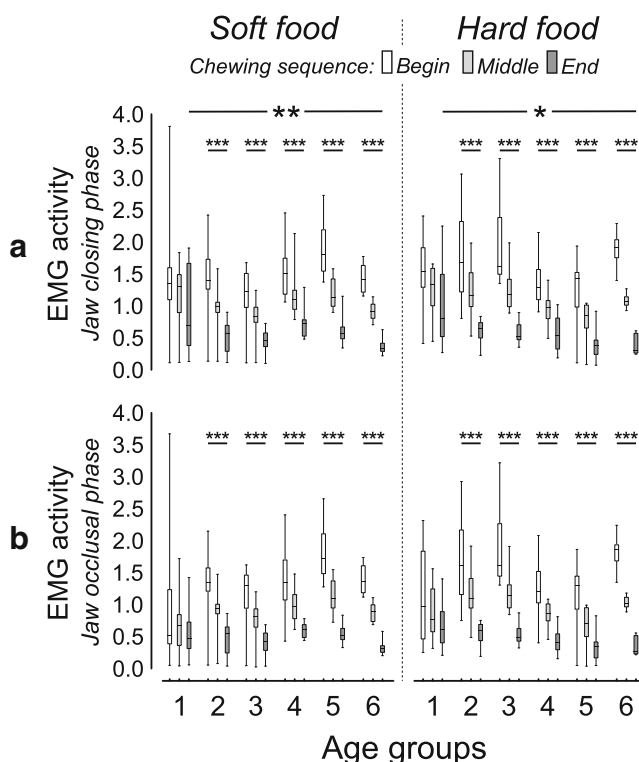 Soft food Hard food
Chewing sequence: Begin Middle End
** *
4.0 *** *** *** *** *** *** *** *** *** ***
3.5
3.0
2.5
2.0
1.5
1.0
0.5
0.0
a
EMG activity
Jaw closing phase
4.0
3.5 *** *** *** *** *** *** *** *** *** ***
3.0
2.5
2.0
1.5
1.0
0.5
0.0
b
EMG activity
Jaw occlusal phase
1 2 3 4 5 6 1 2 3 4 5 6
Age groups